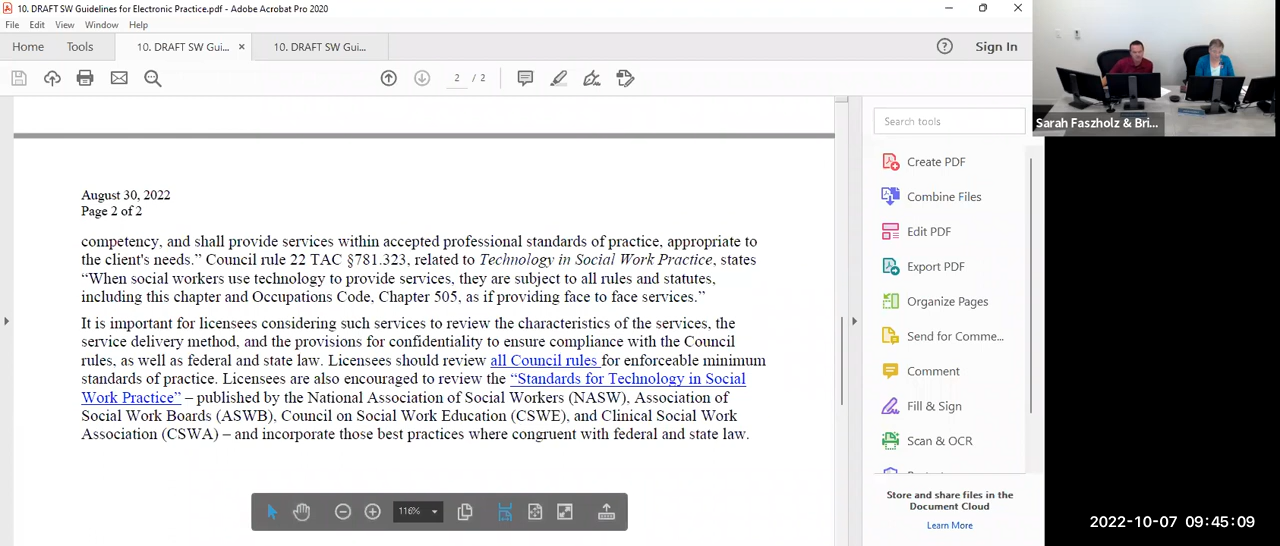 10. DRAFT SW Guidelines for Electronic Practice.pdf - Adobe Acrobat Pro 2020
File Edit View Window Help
Home Tools 10. DRAFT SW Gui... × 10. DRAFT SW Gui... Sign In
2 / 2
August 30, 2022
Page 2 of 2
competency, and shall provide services within accepted professional standards of practice, appropriate to
the client's needs.” Council rule 22 TAC §781.323, related to Technology in Social Work Practice, states
“When social workers use technology to provide services, they are subject to all rules and statutes,
including this chapter and Occupations Code, Chapter 505, as if providing face to face services.”
It is important for licensees considering such services to review the characteristics of the services, the
service delivery method, and the provisions for confidentiality to ensure compliance with the Council
rules, as well as federal and state law. Licensees should review all Council rules for enforceable minimum
standards of practice. Licensees are also encouraged to review the “Standards for Technology in Social
Work Practice” – published by the National Association of Social Workers (NASW), Association of
Social Work Boards (ASWB), Council on Social Work Education (CSWE), and Clinical Social Work
Association (CSWA) – and incorporate those best practices where congruent with federal and state law.
116%
Search tools
Create PDF
Combine Files
Edit PDF
Export PDF
Organize Pages
Send for Comme...
Comment
Fill & Sign
Scan & OCR
Store and share files in the
Document Cloud
Learn More
Sarah Faszholz & Bri...
2022-10-07 09:45:09